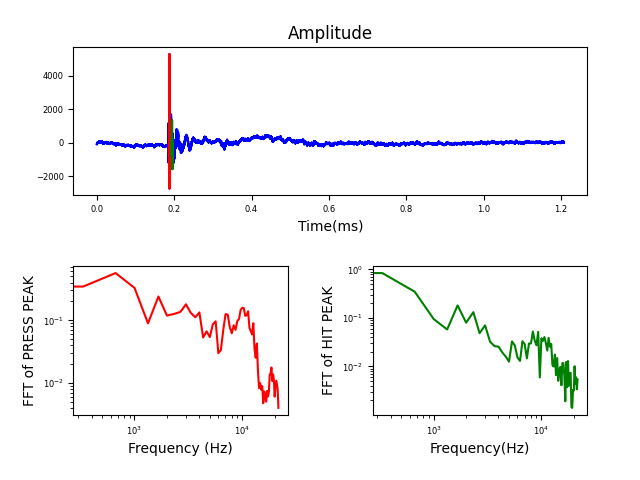 Amplitude
4000
2000
0
−2000
0.0 0.2 0.4 0.6 0.8 1.0 1.2
Time(ms)
FFT of PRESS PEAK
10⁻¹
10⁻²
10³ 10⁴
Frequency (Hz)
FFT of HIT PEAK
10⁰
10⁻¹
10⁻²
10³ 10⁴
Frequency(Hz)